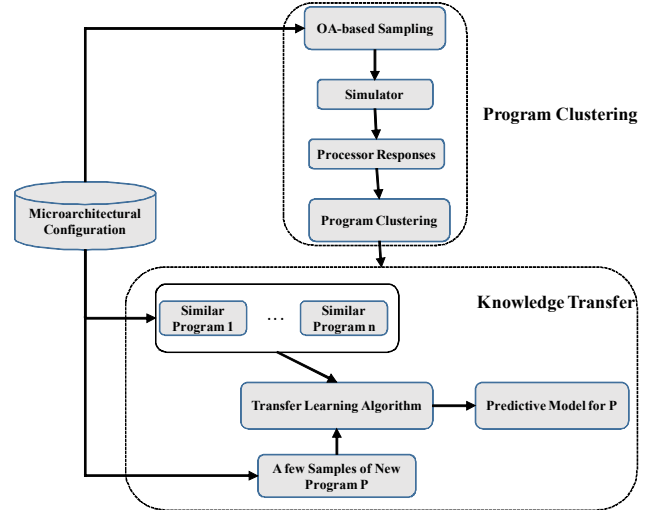 OA-based Sampling
Simulator
Program Clustering
Processor Responses
Microarchitectural
Configuration
Program Clustering
Knowledge Transfer
Similar
Program 1
...
Similar
Program n
Transfer Learning Algorithm
Predictive Model for P
A few Samples of New
Program P